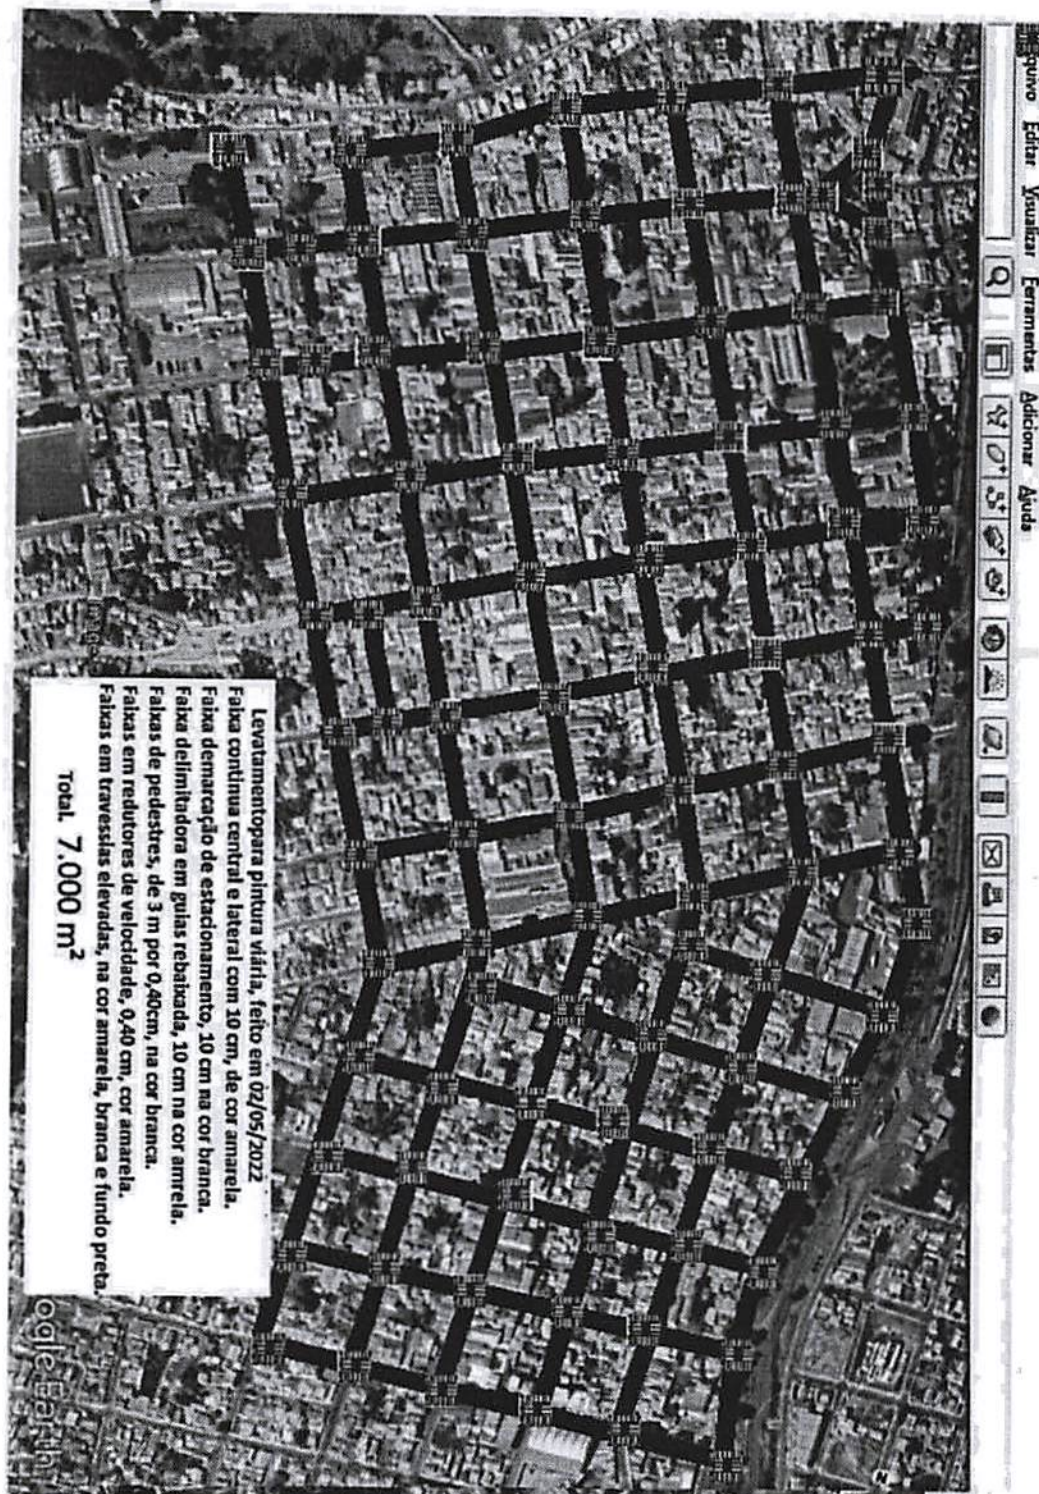 quivo Editar Visualizar Ferramentas Adicionar Ajuda
Levatamentopara pintura viária, feito em 02/05/2022
Faixa continua central e lateral com 10 cm, de cor amarela.
Faixa demarcação de estacionamento, 10 cm na cor branca.
Faixa delimitadora em guias rebaixada, 10 cm na cor amrela.
Faixas de pedestres, de 3 m por 0,40cm, na cor branca.
Faixas em redutores de velocidade, 0,40 cm, cor amarela.
Faixas em travessias elevadas, na cor amarela, branca e fundo preta.
Total. 7.000 m²
ogle Earth
N